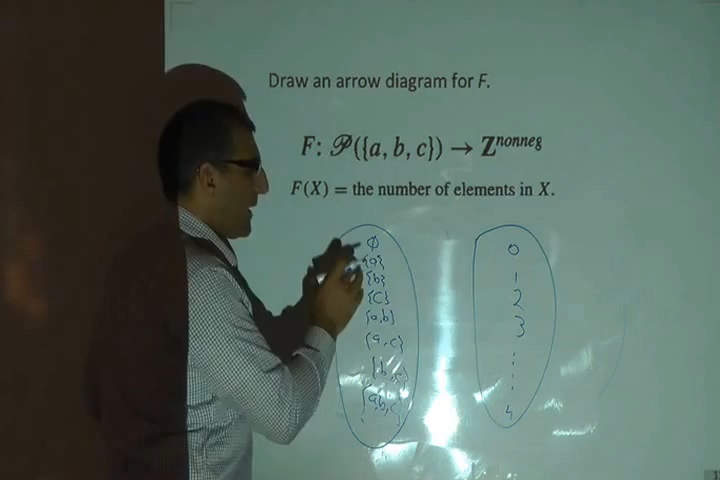 Draw an arrow diagram for F.
F: 𝒫({a, b, c}) → Z^nonneg
F(X) = the number of elements in X.
∅
{a}
{b}
{c}
{a,b}
{a,c}
{b,c}
{a,b,c}
0
1
2
3